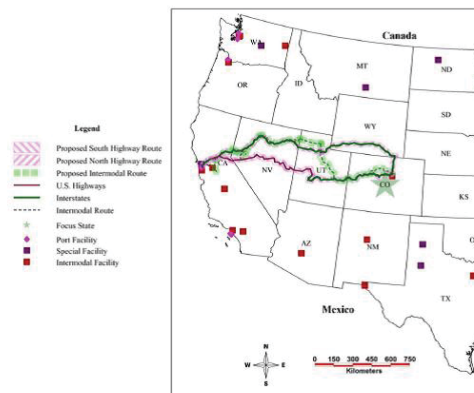 Canada
WA
MT
ND
OR
ID
SD
WY
NE
Legend
Proposed South Highway Route
Proposed North Highway Route
Proposed Intermodal Route
U.S. Highways
Interstates
Intermodal Route
Focus State
Port Facility
Special Facility
Intermodal Facility
CA
NV
UT
CO
KS
AZ
NM
O
TX
Mexico
N
W
E
S
0 150 300 450 600 750
Kilometers